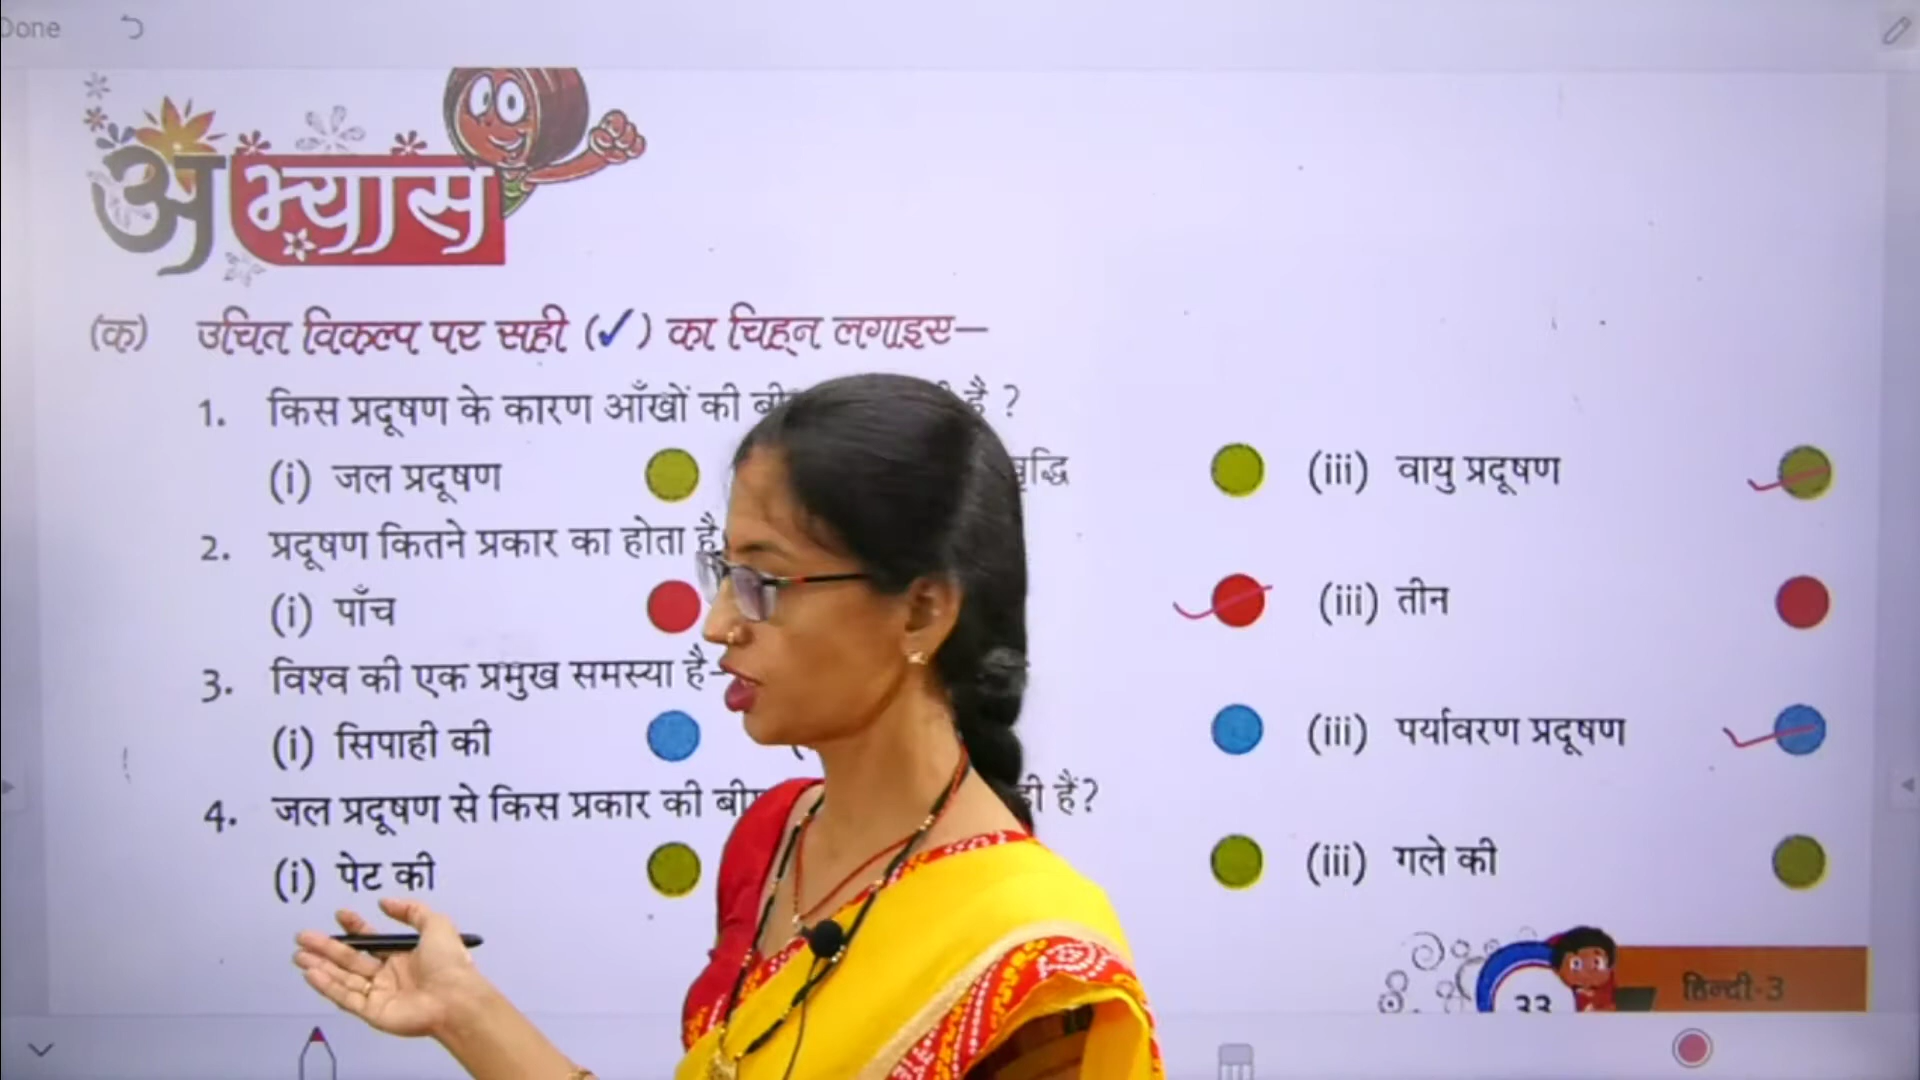 Done
अभ्यास
(क) उचित विकल्प पर सही (✓) का चिह्न लगाइए—
1. किस प्रदूषण के कारण आँखों की है ?
(i) जल प्रदूषण वृद्धि (iii) वायु प्रदूषण
2. प्रदूषण कितने प्रकार का होता है
(i) पाँच (iii) तीन
3. विश्व की एक प्रमुख समस्या है-
(i) सिपाही की (iii) पर्यावरण प्रदूषण
4. जल प्रदूषण से किस प्रकार की हैं?
(i) पेट की (iii) गले की
33 हिन्दी-3